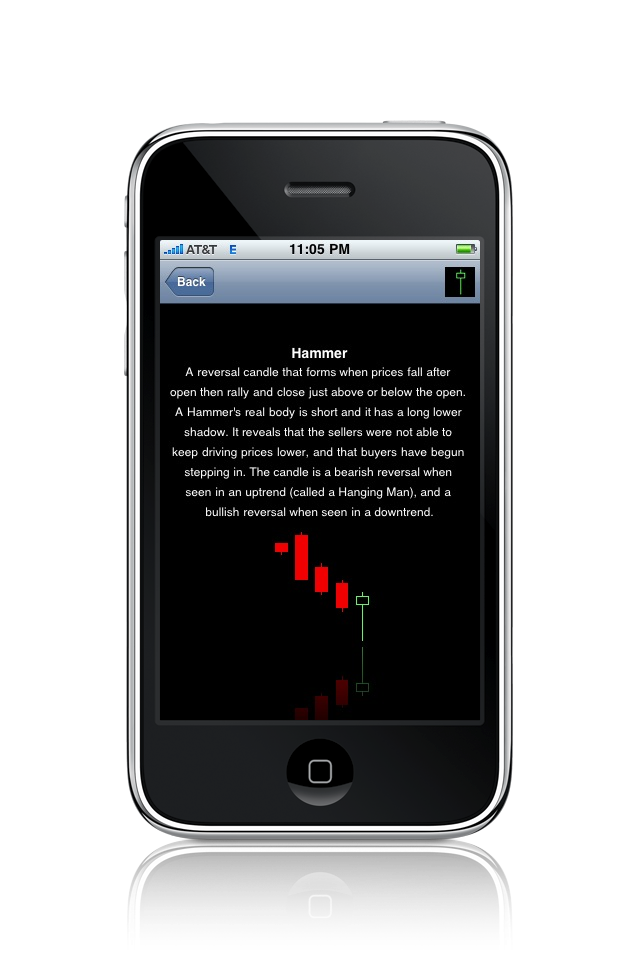 AT&T E 11:05 PM
Back
Hammer
A reversal candle that forms when prices fall after
open then rally and close just above or below the open.
A Hammer's real body is short and it has a long lower
shadow. It reveals that the sellers were not able to
keep driving prices lower, and that buyers have begun
stepping in. The candle is a bearish reversal when
seen in an uptrend (called a Hanging Man), and a
bullish reversal when seen in a downtrend.